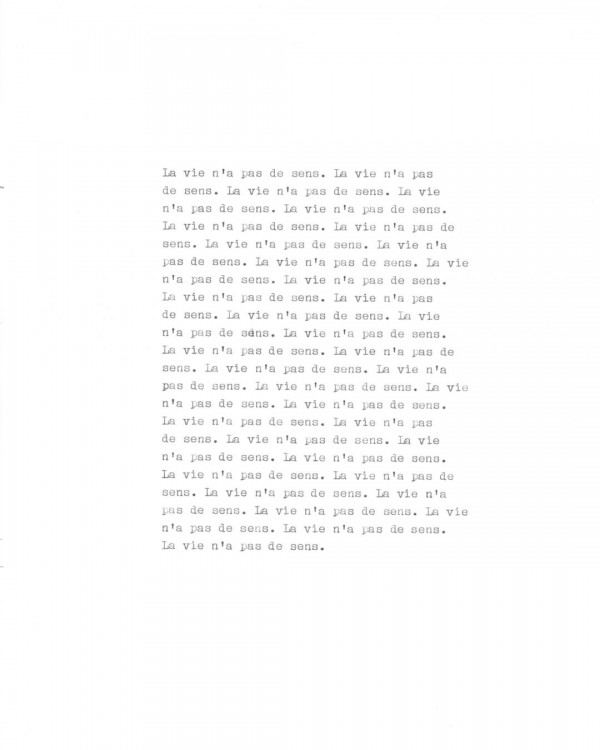 La vie n'a pas de sens. La vie n'a pas
de sens. La vie n'a pas de sens. La vie
n'a pas de sens. La vie n'a pas de sens.
La vie n'a pas de sens. La vie n'a pas de
sens. La vie n'a pas de sens. La vie n'a
pas de sens. La vie n'a pas de sens. La vie
n'a pas de sens. La vie n'a pas de sens.
La vie n'a pas de sens. La vie n'a pas
de sens. La vie n'a pas de sens. La vie
n'a pas de sens. La vie n'a pas de sens.
La vie n'a pas de sens. La vie n'a pas de
sens. La vie n'a pas de sens. La vie n'a
pas de sens. La vie n'a pas de sens. La vie
n'a pas de sens. La vie n'a pas de sens.
La vie n'a pas de sens. La vie n'a pas
de sens. La vie n'a pas de sens. La vie
n'a pas de sens. La vie n'a pas de sens.
La vie n'a pas de sens. La vie n'a pas de
sens. La vie n'a pas de sens. La vie n'a
pas de sens. La vie n'a pas de sens. La vie
n'a pas de sens. La vie n'a pas de sens.
La vie n'a pas de sens.